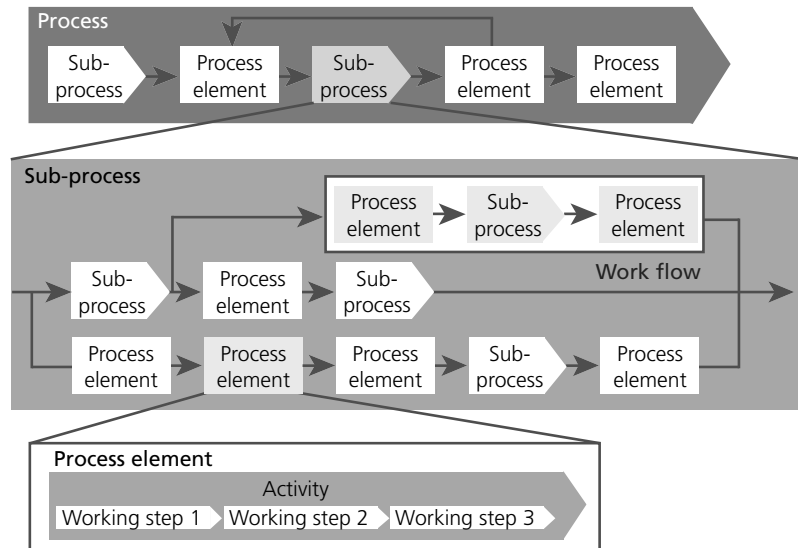 Process
Sub-
process
Process
element
Sub-
process
Process
element
Process
element
Sub-process
Process
element
Sub-
process
Process
element
Work flow
Sub-
process
Process
element
Sub-
process
Process
element
Process
element
Process
element
Sub-
process
Process
element
Process element
Activity
Working step 1
Working step 2
Working step 3